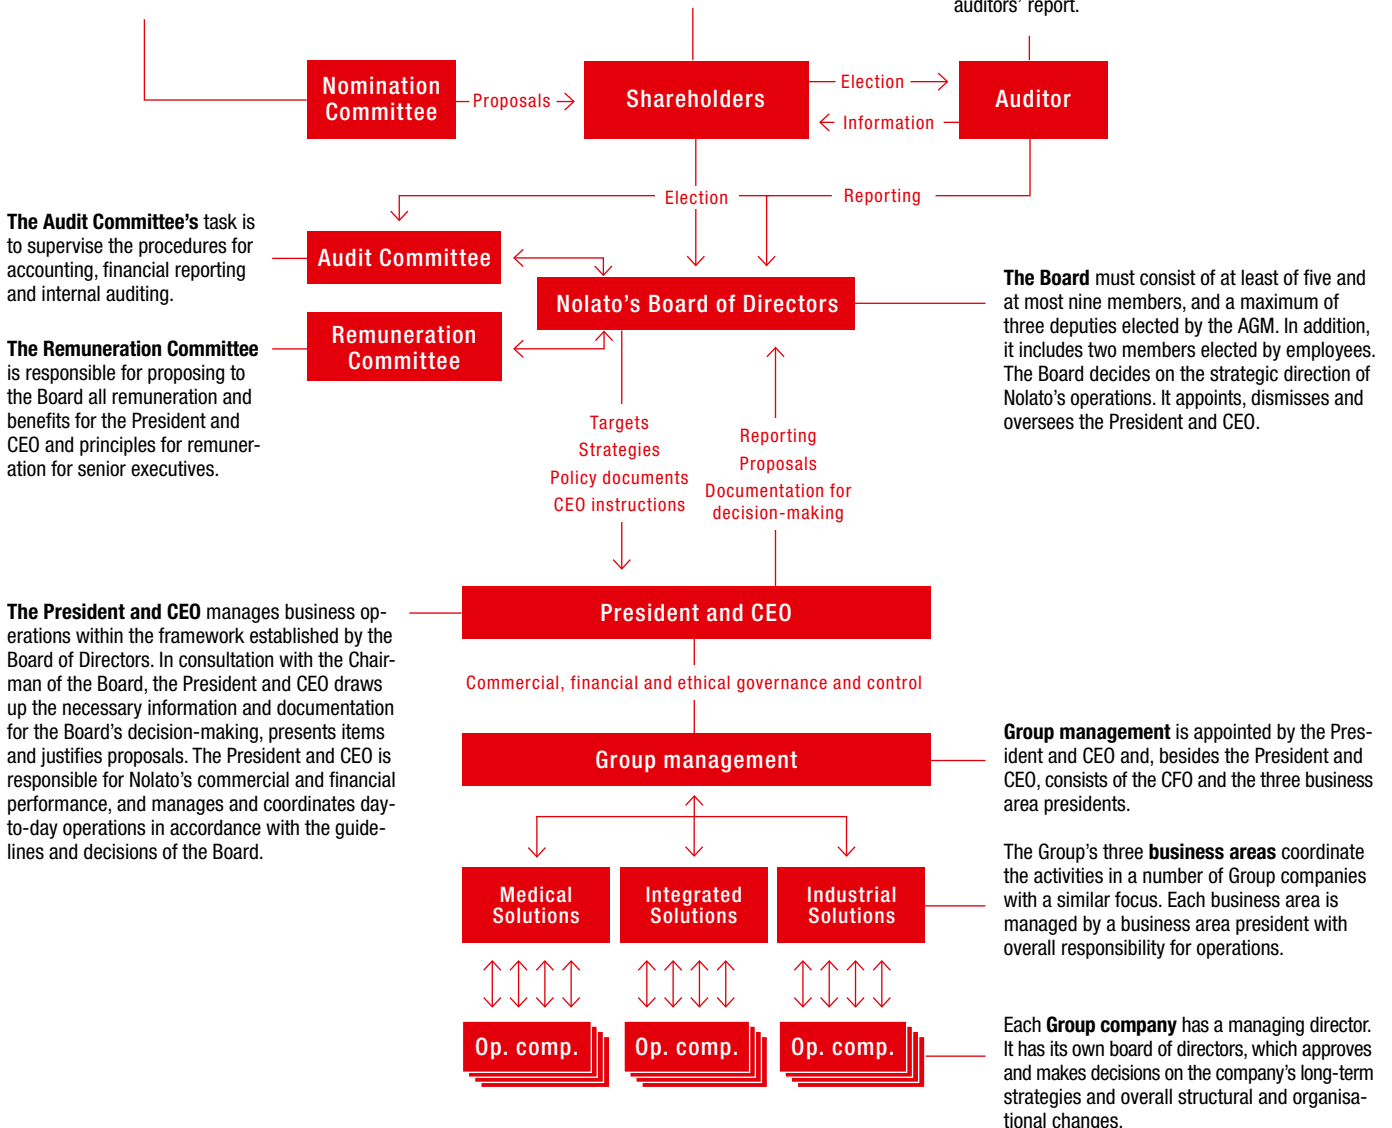 auditors' report.
Nomination
Committee
Proposals
Shareholders
Election
Information
Auditor
Election
Reporting
The Audit Committee's task is
to supervise the procedures for
accounting, financial reporting
and internal auditing.
Audit Committee
Nolato's Board of Directors
The Board must consist of at least of five and
at most nine members, and a maximum of
three deputies elected by the AGM. In addition,
it includes two members elected by employees.
The Board decides on the strategic direction of
Nolato's operations. It appoints, dismisses and
oversees the President and CEO.
The Remuneration Committee
is responsible for proposing to
the Board all remuneration and
benefits for the President and
CEO and principles for remuner-
ation for senior executives.
Remuneration
Committee
Targets
Strategies
Policy documents
CEO instructions
Reporting
Proposals
Documentation for
decision-making
The President and CEO manages business op-
erations within the framework established by the
Board of Directors. In consultation with the Chair-
man of the Board, the President and CEO draws
up the necessary information and documentation
for the Board's decision-making, presents items
and justifies proposals. The President and CEO is
responsible for Nolato's commercial and financial
performance, and manages and coordinates day-
to-day operations in accordance with the guide-
lines and decisions of the Board.
President and CEO
Commercial, financial and ethical governance and control
Group management
Group management is appointed by the Pres-
ident and CEO and, besides the President and
CEO, consists of the CFO and the three business
area presidents.
Medical
Solutions
Integrated
Solutions
Industrial
Solutions
The Group's three business areas coordinate
the activities in a number of Group companies
with a similar focus. Each business area is
managed by a business area president with
overall responsibility for operations.
Op. comp.
Op. comp.
Op. comp.
Each Group company has a managing director.
It has its own board of directors, which approves
and makes decisions on the company's long-term
strategies and overall structural and organisa-
tional changes.